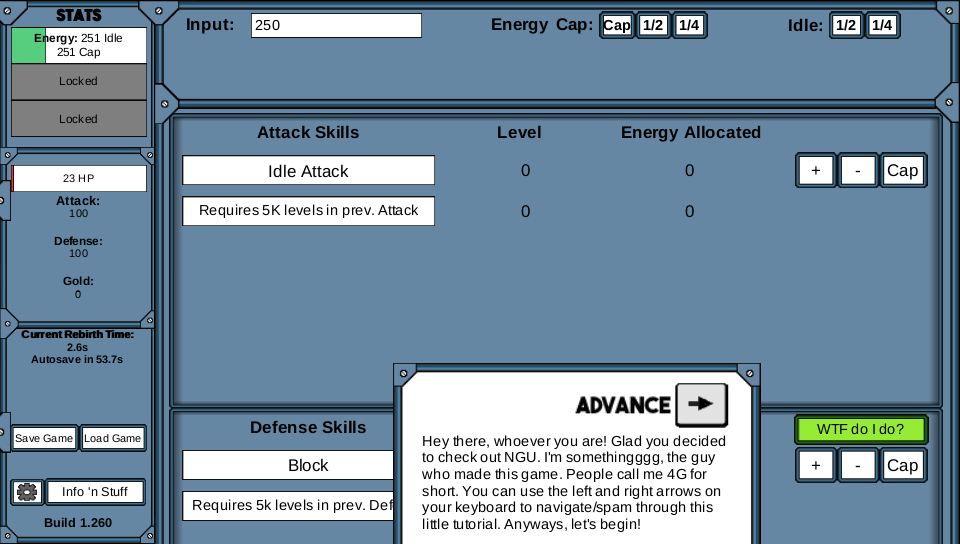 STATS
Energy: 251 Idle
251 Cap
Locked
Locked
23 HP
Attack:
100
Defense:
100
Gold:
0
Current Rebirth Time:
2.6s
Autosave in 53.7s
Save Game Load Game
Info 'n Stuff
Build 1.260
Input: 250 Energy Cap: Cap 1/2 1/4 Idle: 1/2 1/4
Attack Skills Level Energy Allocated
Idle Attack 0 0 + - Cap
Requires 5K levels in prev. Attack 0 0
Defense Skills
WTF do I do?
Block + - Cap
Requires 5k levels in prev. Def
ADVANCE
Hey there, whoever you are! Glad you decided
to check out NGU. I'm somethingggg, the guy
who made this game. People call me 4G for
short. You can use the left and right arrows on
your keyboard to navigate/spam through this
little tutorial. Anyways, let's begin!